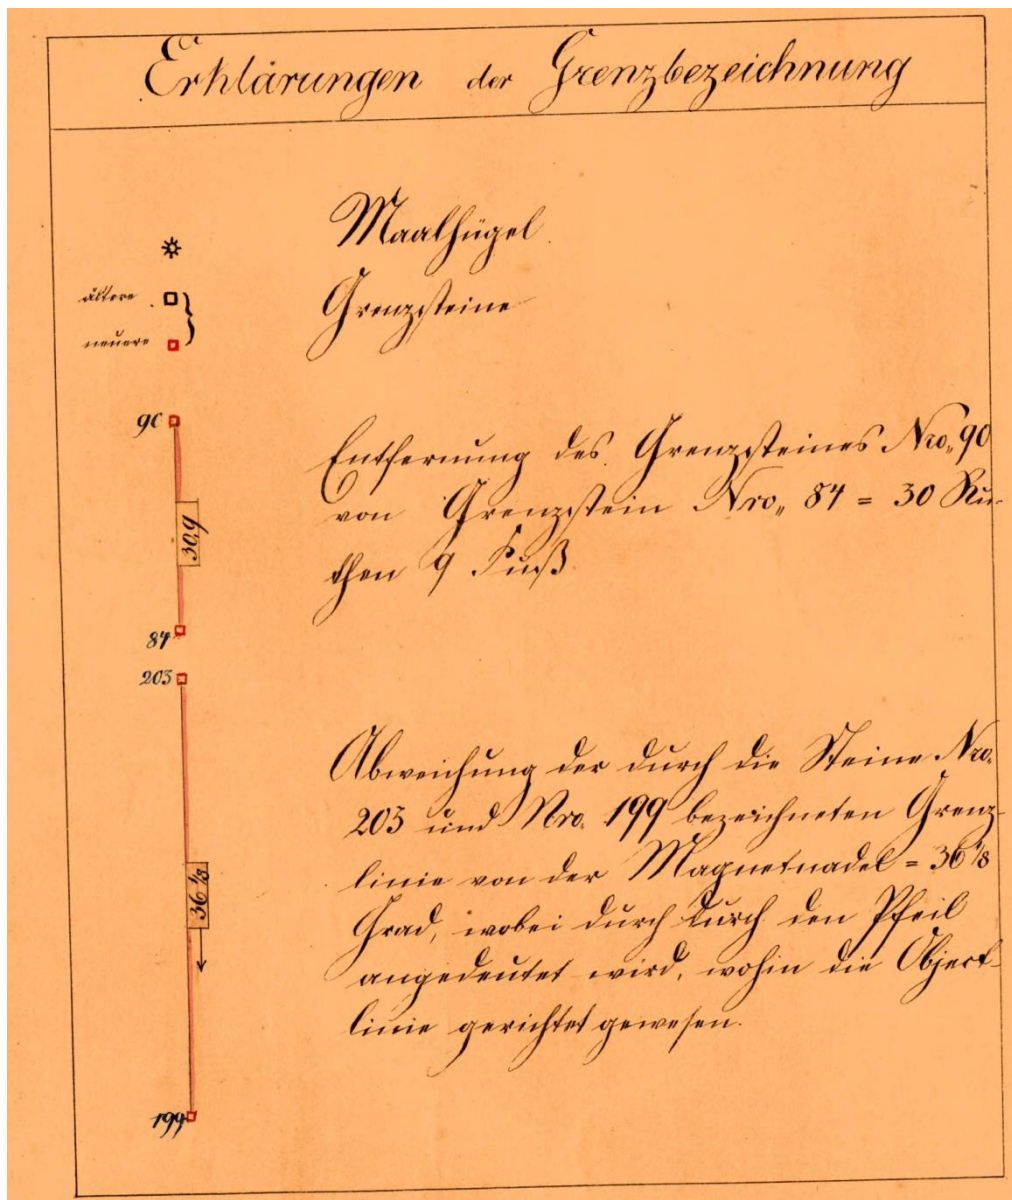 Erklärungen der Grenzbezeichnung
Maalhügel.
ältere
Grenzsteine
neuere
90
Entfernung des Grenzsteines Nro. 90
von Grenzstein Nro. 84 = 30 Ru-
30,9
then 9 Fuß
84
203
Abweichung der durch die Steine Nro.
203 und Nro. 199 bezeichneten Grenz-
linie von der Magnetnadel = 36 1/8
36 1/8
Grad, wobei durch durch den Pfeil
angedeutet wird, wohin die Object-
linie gerichtet gewesen.
199